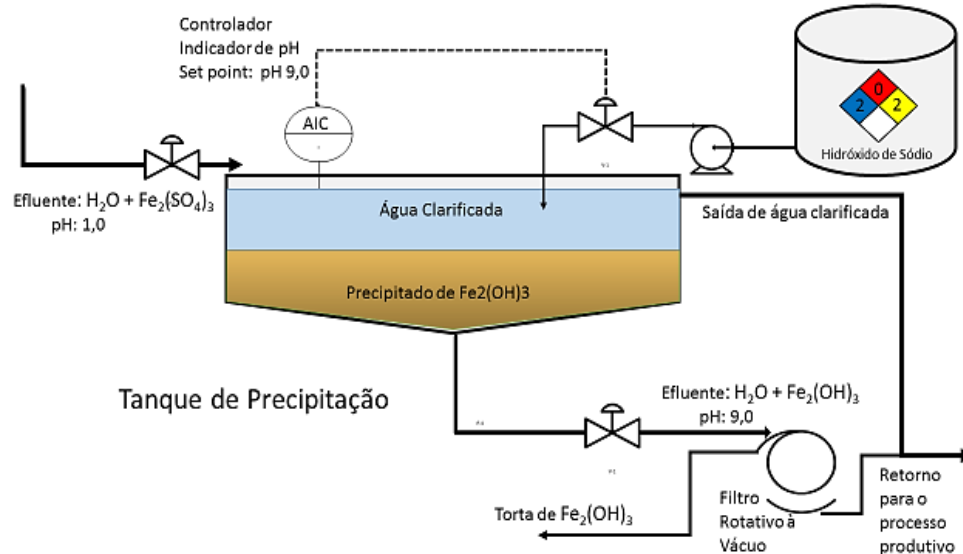 Controlador
Indicador de pH
Set point: pH 9,0
AIC
0
2
2
Hidróxido de Sódio
Efluente: H₂O + Fe₂(SO₄)₃
pH: 1,0
Água Clarificada
Saída de água clarificada
Precipitado de Fe2(OH)3
Tanque de Precipitação
Efluente: H₂O + Fe₂(OH)₃
pH: 9,0
Torta de Fe₂(OH)₃
Filtro
Rotativo à
Vácuo
Retorno
para o
processo
produtivo